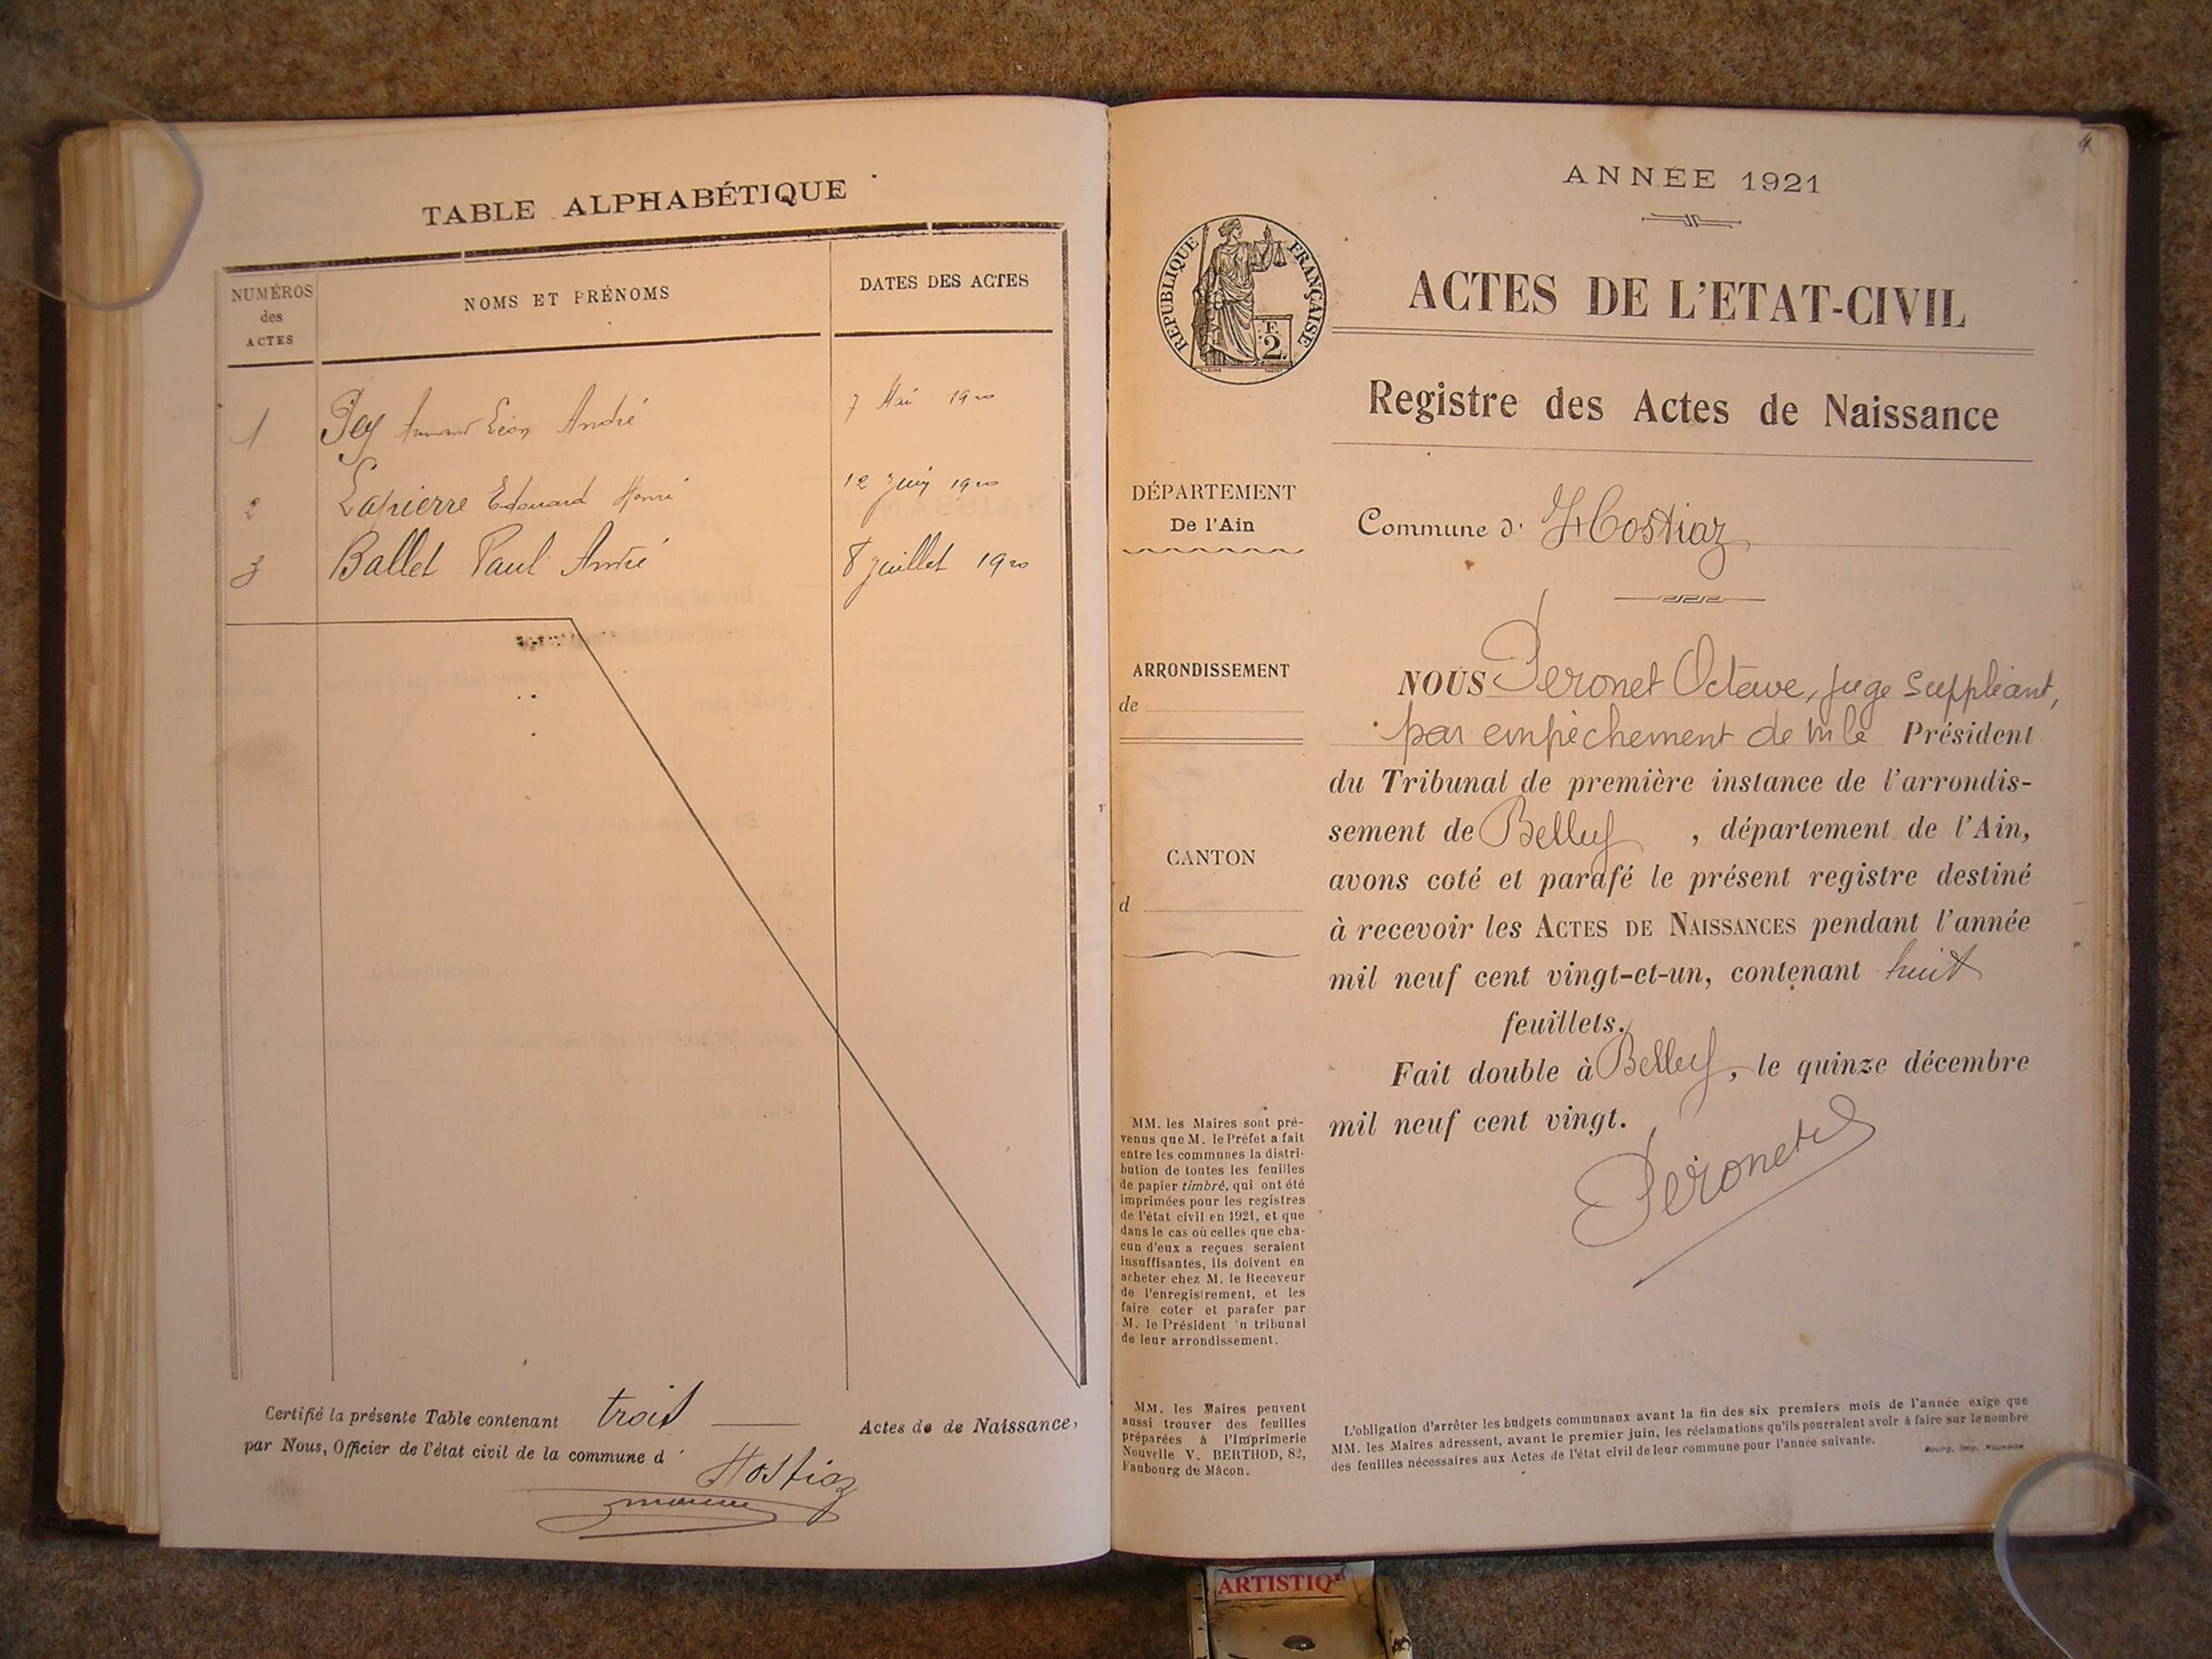 TABLE ALPHABÉTIQUE
NUMÉROS des ACTES
NOMS ET PRÉNOMS
DATES DES ACTES
1 Pey Léon André 7 Mai 1920
2 Lapierre Edouard Henri 12 juin 1920
3 Ballet Paul André 8 juillet 1920
Certifié la présente Table contenant trois Actes de de Naissance,
par Nous, Officier de l'état civil de la commune d' Hostiaz
4
ANNÉE 1921
RÉPUBLIQUE FRANÇAISE
F.
2
ACTES DE L'ETAT-CIVIL
Registre des Actes de Naissance
DÉPARTEMENT
De l'Ain
Commune d' Hostiaz
ARRONDISSEMENT
de
CANTON
d
NOUS Peronet Octave, juge suppléant,
par empêchement de M le Président
du Tribunal de première instance de l'arrondis-
sement de Belley , département de l'Ain,
avons coté et parafé le présent registre destiné
à recevoir les ACTES DE NAISSANCES pendant l'année
mil neuf cent vingt-et-un, contenant huit
feuillets.
Fait double à Belley, le quinze décembre
mil neuf cent vingt.
Peronet
MM. les Maires sont pré-
venus que M. le Préfet a fait
entre les communes la distri-
bution de toutes les feuilles
de papier timbré, qui ont été
imprimées pour les registres
de l'état civil en 1921, et que
dans le cas où celles que cha-
cun d'eux a reçues seraient
insuffisantes, ils doivent en
acheter chez M. le Receveur
de l'enregistrement, et les
faire coter et parafer par
M. le Président 'u tribunal
de leur arrondissement.
MM. les Maires peuvent
aussi trouver des feuilles
préparées à l'Imprimerie
Nouvelle V. BERTHOD, 82,
Faubourg de Mâcon.
L'obligation d'arrêter les budgets communaux avant la fin des six premiers mois de l'année exige que
MM. les Maires adressent, avant le premier juin, les réclamations qu'ils pourraient avoir à faire sur le nombre
des feuilles nécessaires aux Actes de l'état civil de leur commune pour l'année suivante.
Bourg, Imp. Nouvelle
ARTISTIQ